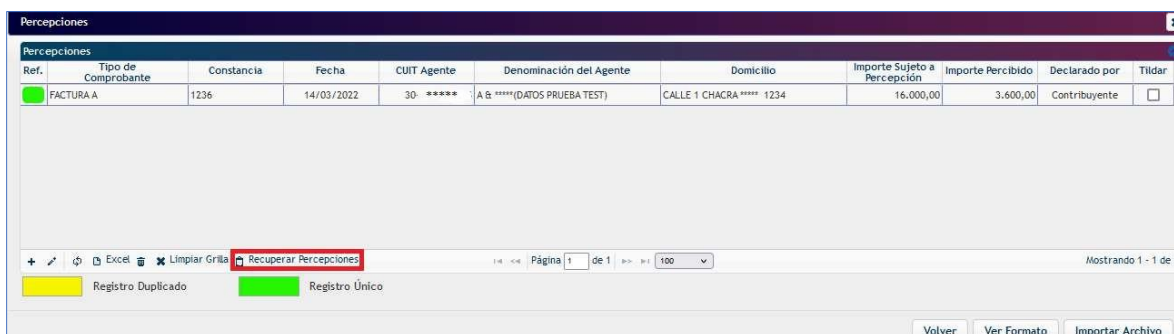 Percepciones
Percepciones
Ref. Tipo de Comprobante Constancia Fecha CUIT Agente Denominación del Agente Domicilio Importe Sujeto a Percepción Importe Percibido Declarado por Tildar
FACTURA A 1236 14/03/2022 30- ***** A & *****(DATOS PRUEBA TEST) CALLE 1 CHACRA ***** 1234 16.000,00 3.600,00 Contribuyente
Excel Limpiar Grilla Recuperar Percepciones Página 1 de 1 100 Mostrando 1 - 1 de
Registro Duplicado Registro Único
Volver Ver Formato Importar Archivo